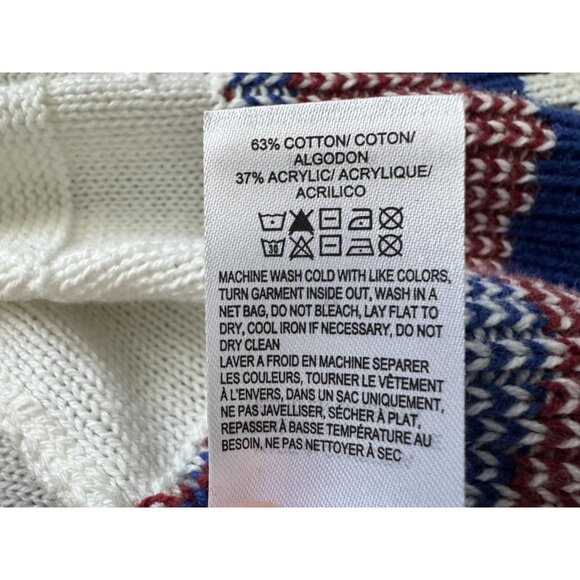 63% COTTON/ COTON/
ALGODON
37% ACRYLIC/ ACRYLIQUE/
ACRILICO
30
MACHINE WASH COLD WITH LIKE COLORS,
TURN GARMENT INSIDE OUT, WASH IN A
NET BAG, DO NOT BLEACH, LAY FLAT TO
DRY, COOL IRON IF NECESSARY, DO NOT
DRY CLEAN
LAVER A FROID EN MACHINE SEPARER
LES COULEURS, TOURNER LE VÊTEMENT
À L'ENVERS, DANS UN SAC UNIQUEMENT,
NE PAS JAVELLISER, SÉCHER À PLAT,
REPASSER À BASSE TEMPÉRATURE AU
BESOIN, NE PAS NETTOYER À SEC